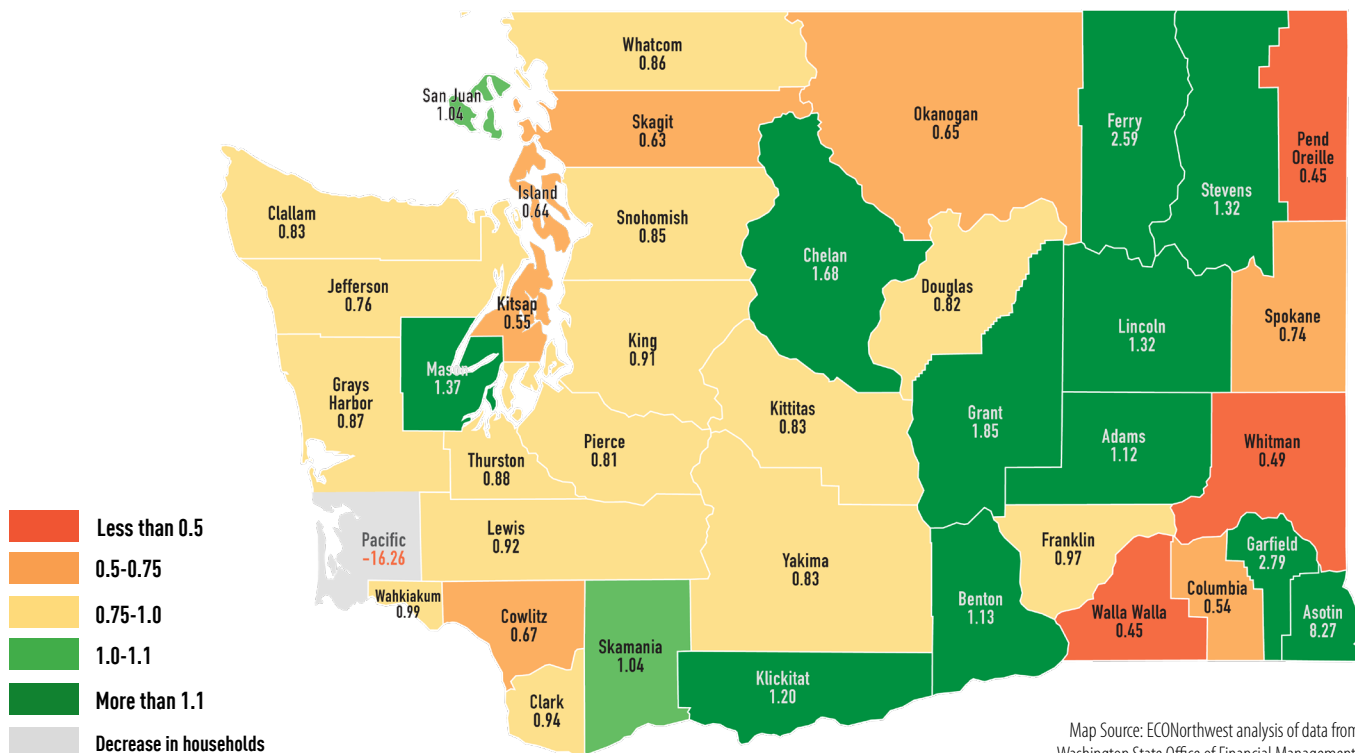 Whatcom
0.86
San Juan
1.04
Skagit
0.63
Okanogan
0.65
Ferry
2.59
Stevens
1.32
Pend
Oreille
0.45
Island
0.64
Clallam
0.83
Snohomish
0.85
Chelan
1.68
Jefferson
0.76
Kitsap
0.55
Douglas
0.82
Spokane
0.74
Lincoln
1.32
King
0.91
Mason
1.37
Grays
Harbor
0.87
Kittitas
0.83
Grant
1.85
Adams
1.12
Whitman
0.49
Pierce
0.81
Thurston
0.88
Pacific
-16.26
Lewis
0.92
Yakima
0.83
Franklin
0.97
Garfield
2.79
Wahkiakum
0.99
Cowlitz
0.67
Benton
1.13
Walla Walla
0.45
Columbia
0.54
Asotin
8.27
Skamania
1.04
Klickitat
1.20
Clark
0.94
Less than 0.5
0.5-0.75
0.75-1.0
1.0-1.1
More than 1.1
Decrease in households
Map Source: ECONorthwest analysis of data from
Washington State Office of Financial Management